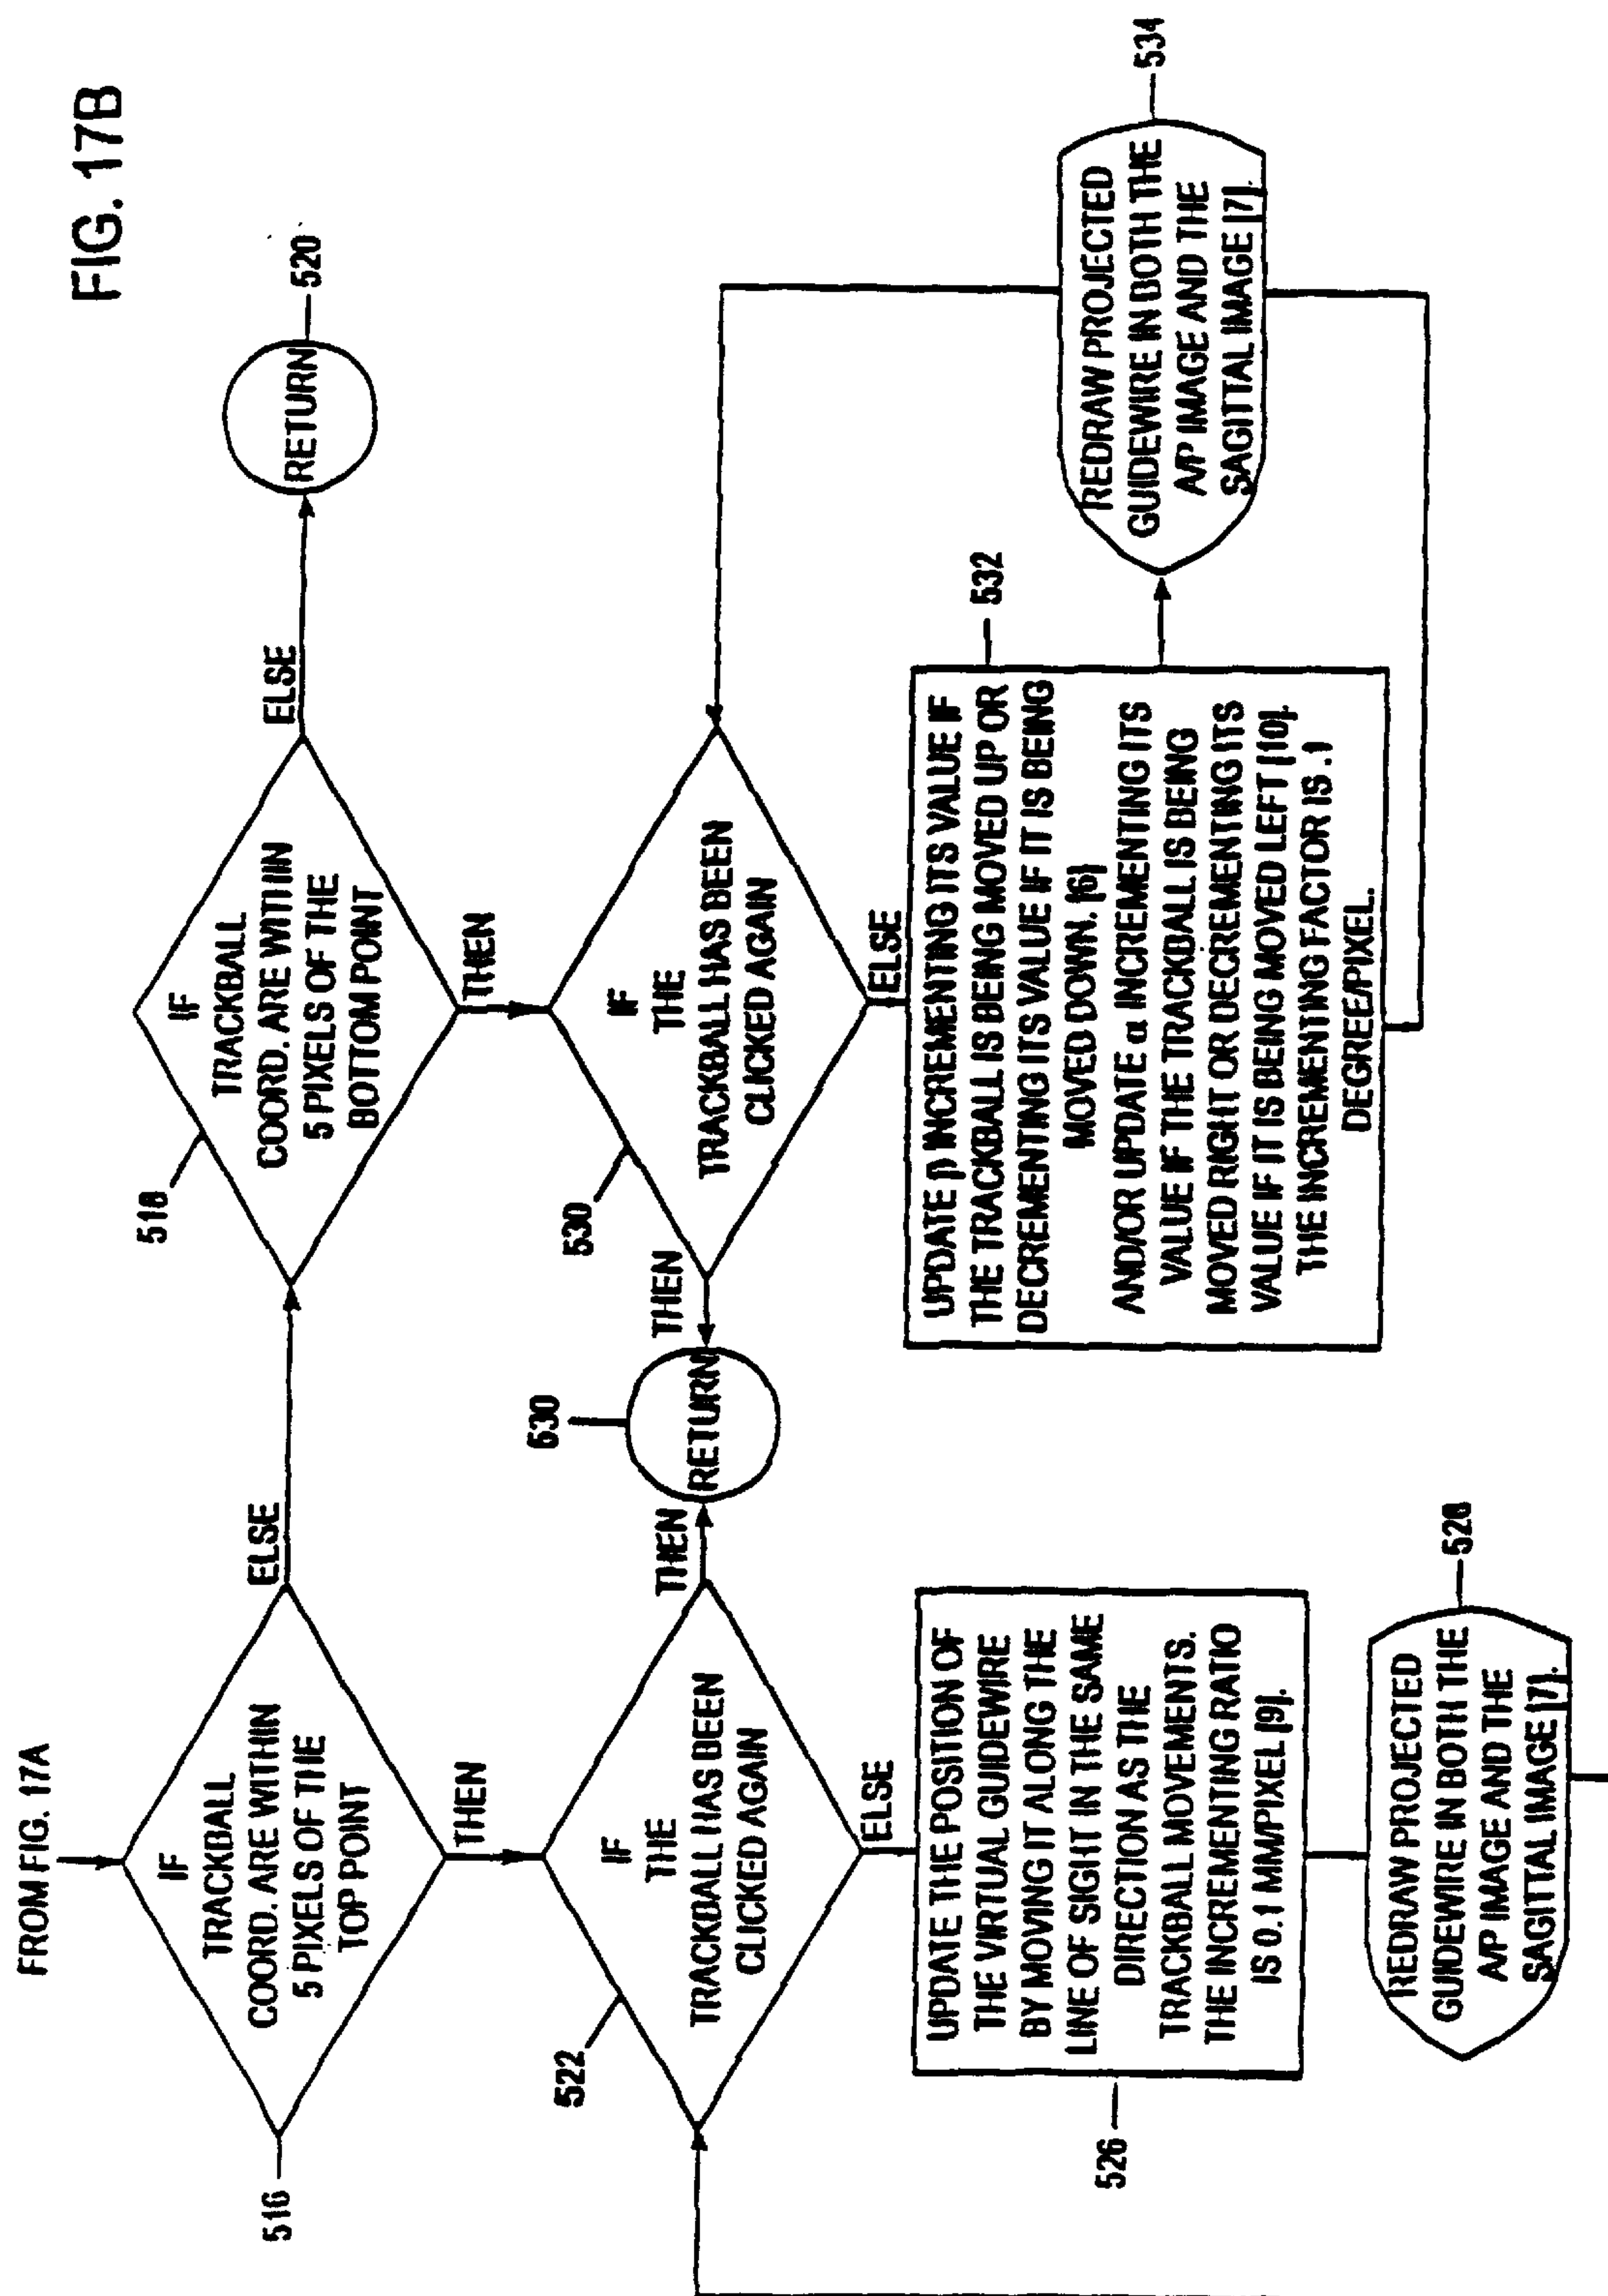 FIG. 17B
FROM FIG. 17A
IF
TRACKBALL
COORD. ARE WITHIN
5 PIXELS OF THE
TOP POINT
516
ELSE
THEN
IF
TRACKBALL
COORD. ARE WITHIN
5 PIXELS OF THE
BOTTOM POINT
518
ELSE
THEN
RETURN
520
IF
THE
TRACKBALL HAS BEEN
CLICKED AGAIN
522
THEN
ELSE
RETURN
630
IF
THE
TRACKBALL HAS BEEN
CLICKED AGAIN
530
THEN
ELSE
UPDATE THE POSITION OF
THE VIRTUAL GUIDEWIRE
BY MOVING IT ALONG THE
LINE OF SIGHT IN THE SAME
DIRECTION AS THE
TRACKBALL MOVEMENTS.
THE INCREMENTING RATIO
IS 0.1 MM/PIXEL [9].
526
REDRAW PROJECTED
GUIDEWIRE IN BOTH THE
A/P IMAGE AND THE
SAGITTAL IMAGE [7].
528
UPDATE INCREMENTING ITS VALUE IF
THE TRACKBALL IS BEING MOVED UP OR
DECREMENTING ITS VALUE IF IT IS BEING
MOVED DOWN. [6]
AND/OR UPDATE α INCREMENTING ITS
VALUE IF THE TRACKBALL IS BEING
MOVED RIGHT OR DECREMENTING ITS
VALUE IF IT IS BEING MOVED LEFT [10].
THE INCREMENTING FACTOR IS .1
DEGREE/PIXEL.
532
REDRAW PROJECTED
GUIDEWIRE IN BOTH THE
A/P IMAGE AND THE
SAGITTAL IMAGE [7].
534